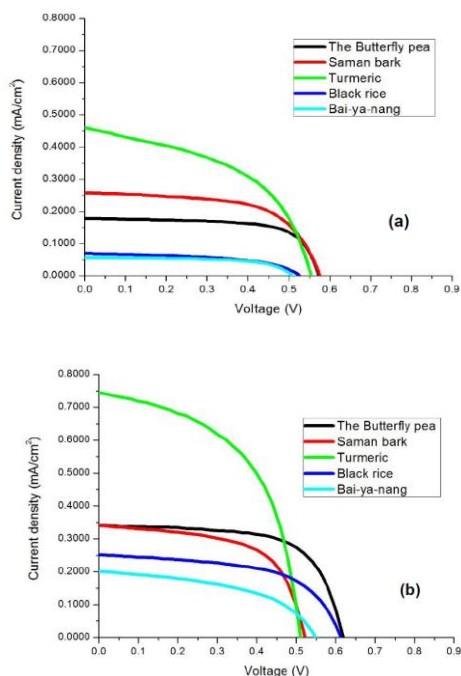 0.8000
0.7000
0.6000
0.5000
0.4000
0.3000
0.2000
0.1000
0.0000
Current density (mA/cm²)
The Butterfly pea
Saman bark
Turmeric
Black rice
Bai-ya-nang
(a)
0.0 0.1 0.2 0.3 0.4 0.5 0.6 0.7 0.8 0.9
Voltage (V)
0.8000
0.7000
0.6000
0.5000
0.4000
0.3000
0.2000
0.1000
0.0000
Current density (mA/cm²)
The Butterfly pea
Saman bark
Turmeric
Black rice
Bai-ya-nang
(b)
0.0 0.1 0.2 0.3 0.4 0.5 0.6 0.7 0.8 0.9
Voltage (V)